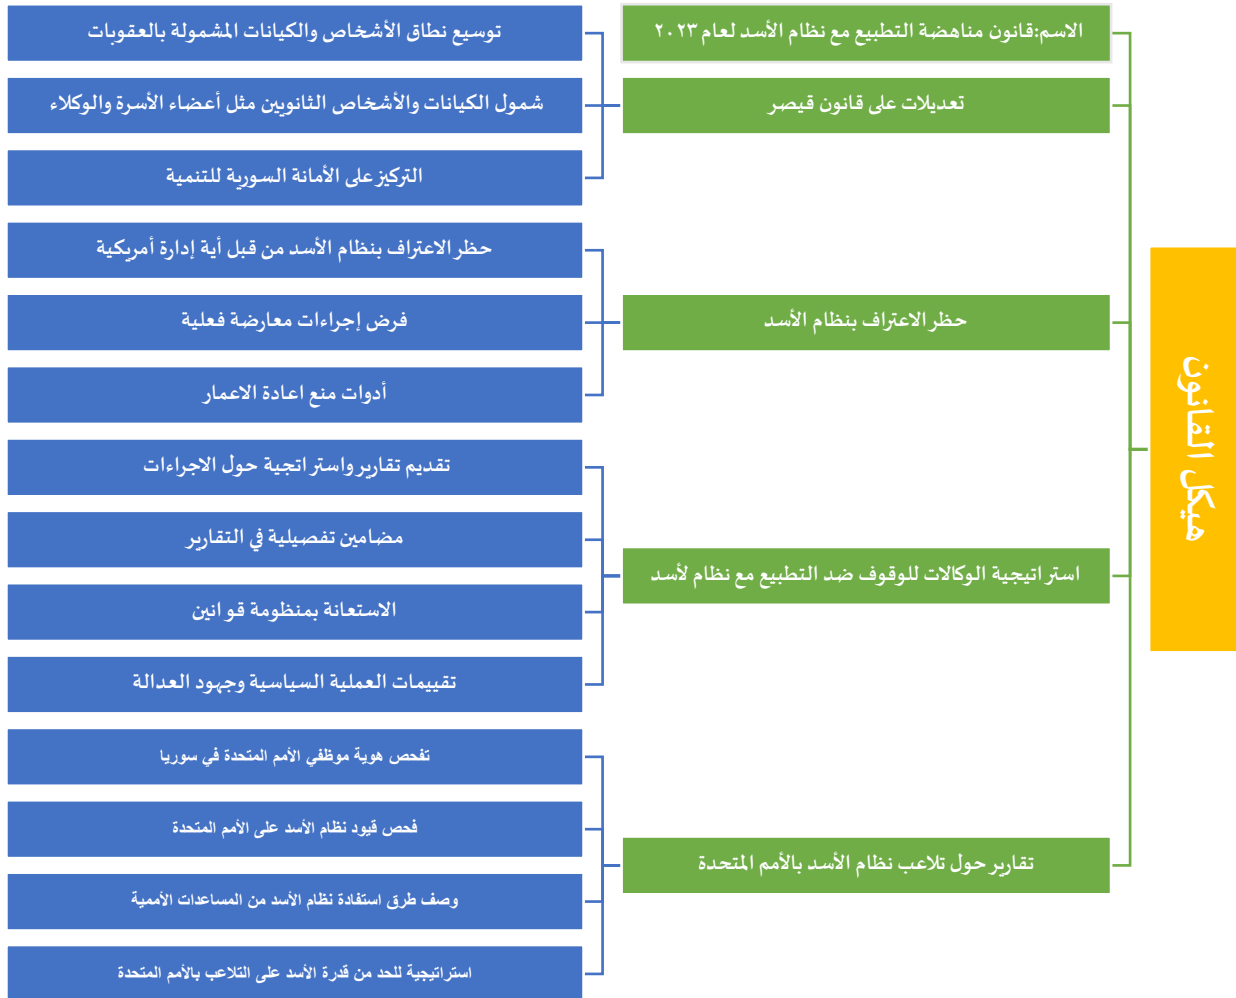 هيكل القانون
الاسم:قانون مناهضة التطبيع مع نظام الأسد لعام ٢٠٢٣
تعديلات على قانون قيصر
توسيع نطاق الأشخاص والكيانات المشمولة بالعقوبات
شمول الكيانات والأشخاص الثانويين مثل أعضاء الأسرة والوكلاء
التركيز على الأمانة السورية للتنمية
حظر الاعتراف بنظام الأسد
حظر الاعتراف بنظام الأسد من قبل أية إدارة أمريكية
فرض إجراءات معارضة فعلية
أدوات منع اعادة الاعمار
استراتيجية الوكالات للوقوف ضد التطبيع مع نظام لأسد
تقديم تقارير واستراتجية حول الاجراءات
مضامين تفصيلية في التقارير
الاستعانة بمنظومة قوانين
تقييمات العملية السياسية وجهود العدالة
تقارير حول تلاعب نظام الأسد بالأمم المتحدة
تفحص هوية موظفي الأمم المتحدة في سوريا
فحص قيود نظام الأسد على الأمم المتحدة
وصف طرق استفادة نظام الأسد من المساعدات الأممية
استراتيجية للحد من قدرة الأسد على التلاعب بالأمم المتحدة